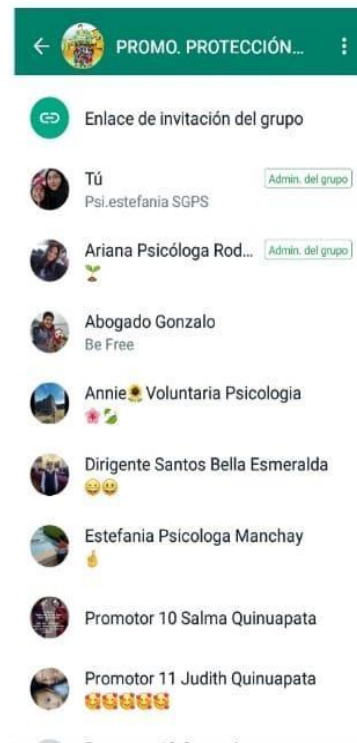 PROMO. PROTECCIÓN...
Enlace de invitación del grupo
Tú Admin. del grupo
Psi.estefania SGPS
Ariana Psicóloga Rod... Admin. del grupo
🌱
Abogado Gonzalo
Be Free
Annie🌻 Voluntaria Psicologia
🌸🍃
Dirigente Santos Bella Esmeralda
😄😃
Estefania Psicologa Manchay
☝
Promotor 10 Salma Quinuapata
Promotor 11 Judith Quinuapata
🥰🥰🥰🥰🥰